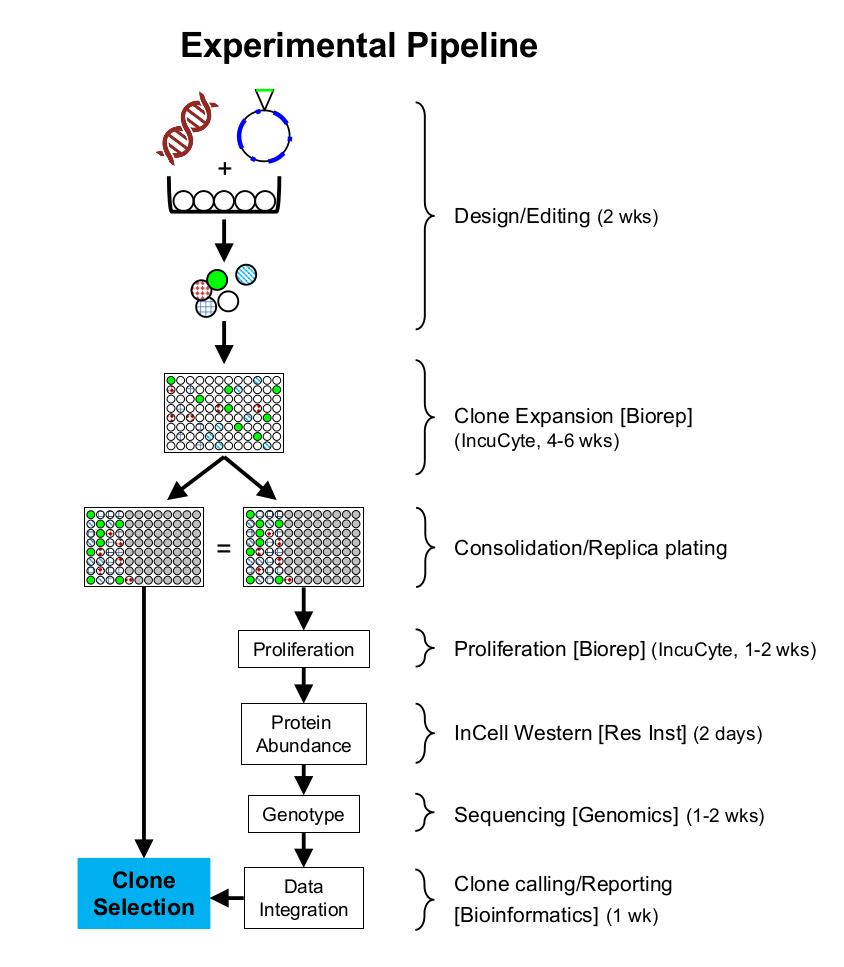 Experimental Pipeline
+
Design/Editing (2 wks)
Clone Expansion [Biorep]
(IncuCyte, 4-6 wks)
=
Consolidation/Replica plating
Proliferation
Proliferation [Biorep] (IncuCyte, 1-2 wks)
Protein
Abundance
InCell Western [Res Inst] (2 days)
Genotype
Sequencing [Genomics] (1-2 wks)
Clone
Selection
Data
Integration
Clone calling/Reporting
[Bioinformatics] (1 wk)